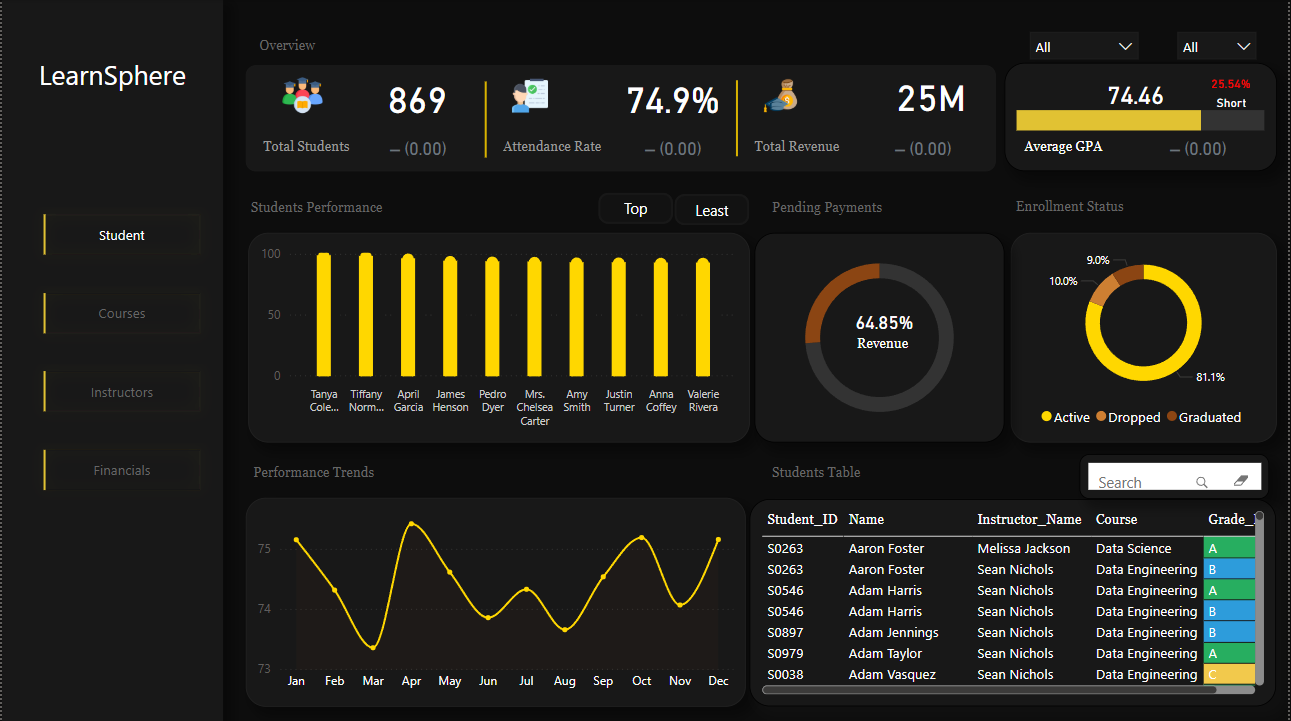 LearnSphere
Student
Courses
Instructors
Financials
Overview
All
All
869
Total Students
– (0.00)
74.9%
Attendance Rate
– (0.00)
25M
Total Revenue
– (0.00)
74.46
25.54%
Short
Average GPA
– (0.00)
Students Performance
Top
Least
100
50
0
Tanya Cole...
Tiffany Norm...
April Garcia
James Henson
Pedro Dyer
Mrs. Chelsea Carter
Amy Smith
Justin Turner
Anna Coffey
Valerie Rivera
Pending Payments
64.85%
Revenue
Enrollment Status
9.0%
10.0%
81.1%
Active Dropped Graduated
Performance Trends
75
74
73
Jan Feb Mar Apr May Jun Jul Aug Sep Oct Nov Dec
Students Table
Search
Student_ID Name Instructor_Name Course Grade_
S0263 Aaron Foster Melissa Jackson Data Science A
S0263 Aaron Foster Sean Nichols Data Engineering B
S0546 Adam Harris Sean Nichols Data Engineering A
S0546 Adam Harris Sean Nichols Data Engineering B
S0897 Adam Jennings Sean Nichols Data Engineering B
S0979 Adam Taylor Sean Nichols Data Engineering A
S0038 Adam Vasquez Sean Nichols Data Engineering C